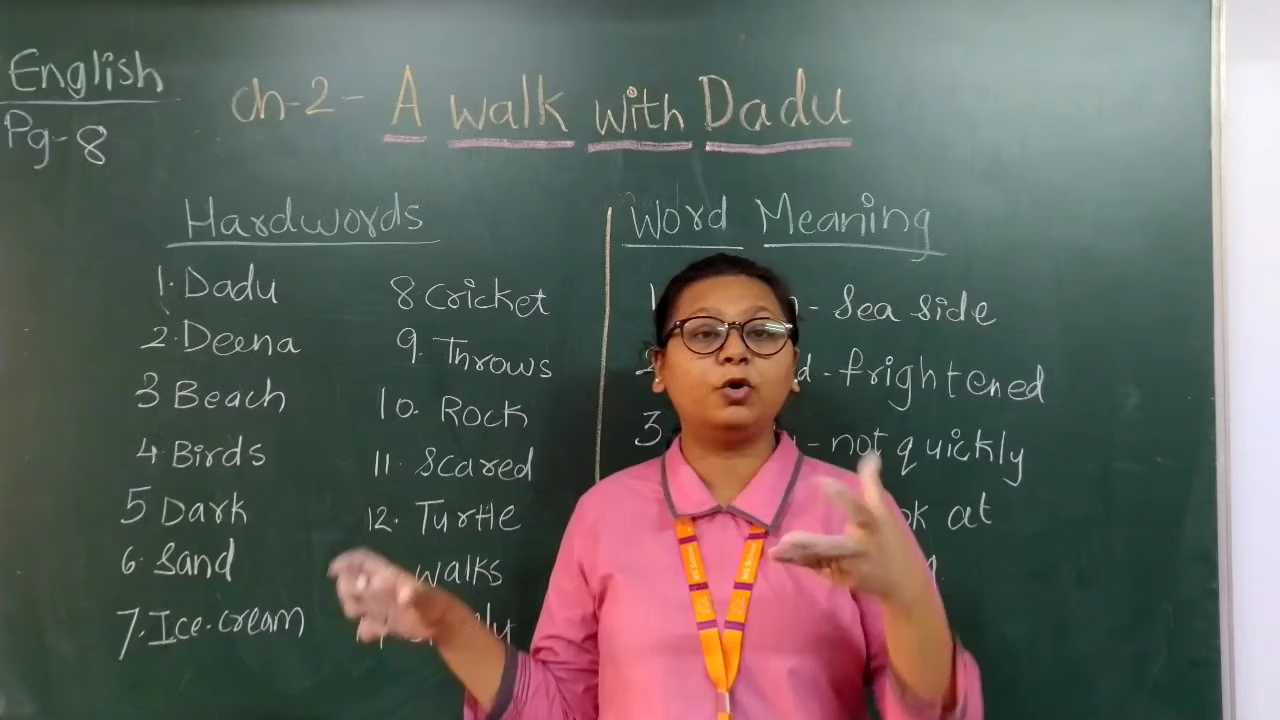 English
Pg-8
Ch-2- A walk with Dadu
Hardwords
1. Dadu
2. Deena
3 Beach
4. Birds
5 Dark
6. Sand
7. Ice-cream
8 Cricket
9. Throws
10. Rock
11. Scared
12. Turtle
walks
Word Meaning
- Sea side
- frightened
3 - not quickly
at